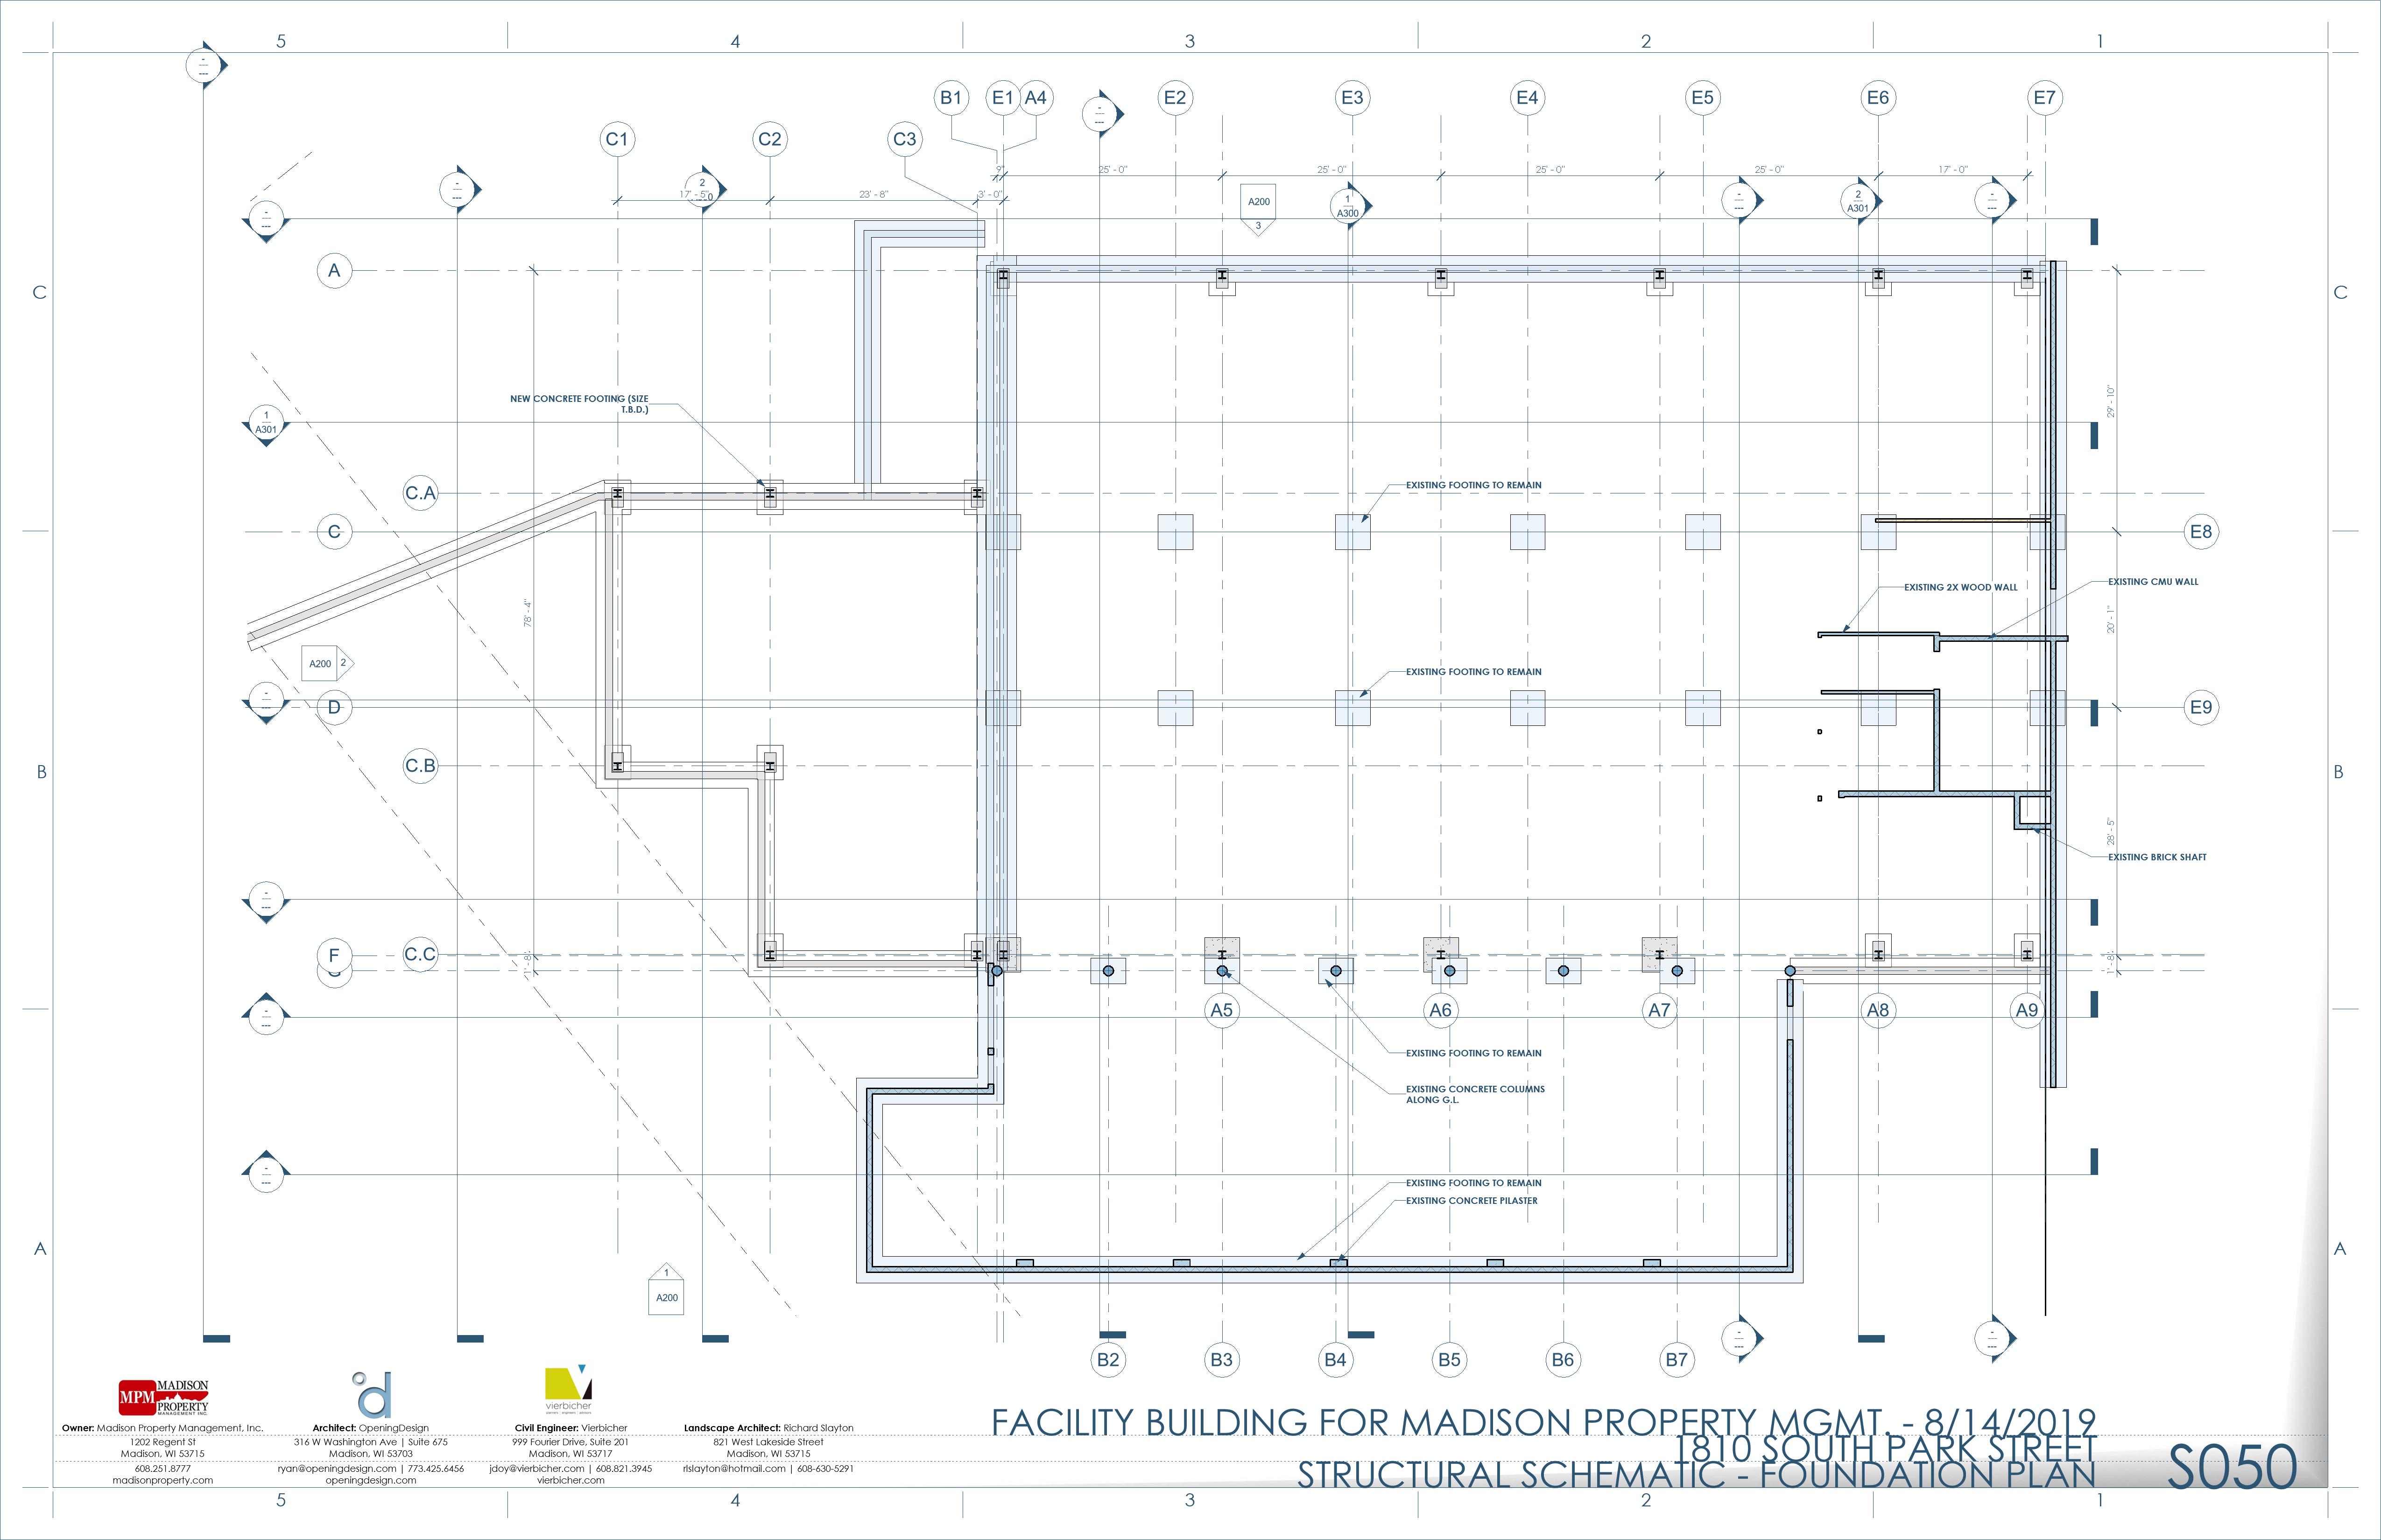 5 4 3 2 1
-
---
B1 E1 A4 E2 E3 E4 E5 E6 E7
-
---
C1 C2 C3
9" 25' - 0" 25' - 0" 25' - 0" 25' - 0" 17' - 0"
-
---
2
17' - 5" 23' - 8" 3' - 0"
A200
3
1
A300
-
---
2
A301
-
---
-
---
A
C C
29' - 10"
NEW CONCRETE FOOTING (SIZE
T.B.D.)
1
A301
C.A
EXISTING FOOTING TO REMAIN
C E8
EXISTING 2X WOOD WALL
EXISTING CMU WALL
78' - 4"
20' - 1"
A200 2
EXISTING FOOTING TO REMAIN
-
---
D E9
C.B
B B
28' - 5"
EXISTING BRICK SHAFT
-
---
F C.C
1' - 8"
1' - 8"
-
---
A5 A6 A7 A8 A9
EXISTING FOOTING TO REMAIN
EXISTING CONCRETE COLUMNS
ALONG G.L.
-
---
EXISTING FOOTING TO REMAIN
EXISTING CONCRETE PILASTER
A A
1
A200
-
---
-
---
B2 B3 B4 B5 B6 B7
MPM MADISON
PROPERTY
MANAGEMENT INC.
d
vierbicher
planners | engineers | advisors
Owner: Madison Property Management, Inc.
1202 Regent St
Madison, WI 53715
608.251.8777
madisonproperty.com
Architect: OpeningDesign
316 W Washington Ave | Suite 675
Madison, WI 53703
ryan@openingdesign.com | 773.425.6456
openingdesign.com
Civil Engineer: Vierbicher
999 Fourier Drive, Suite 201
Madison, WI 53717
jdoy@vierbicher.com | 608.821.3945
vierbicher.com
Landscape Architect: Richard Slayton
821 West Lakeside Street
Madison, WI 53715
rlslayton@hotmail.com | 608-630-5291
FACILITY BUILDING FOR MADISON PROPERTY MGMT. - 8/14/2019
1810 SOUTH PARK STREET
STRUCTURAL SCHEMATIC - FOUNDATION PLAN
S050
5 4 3 2 1